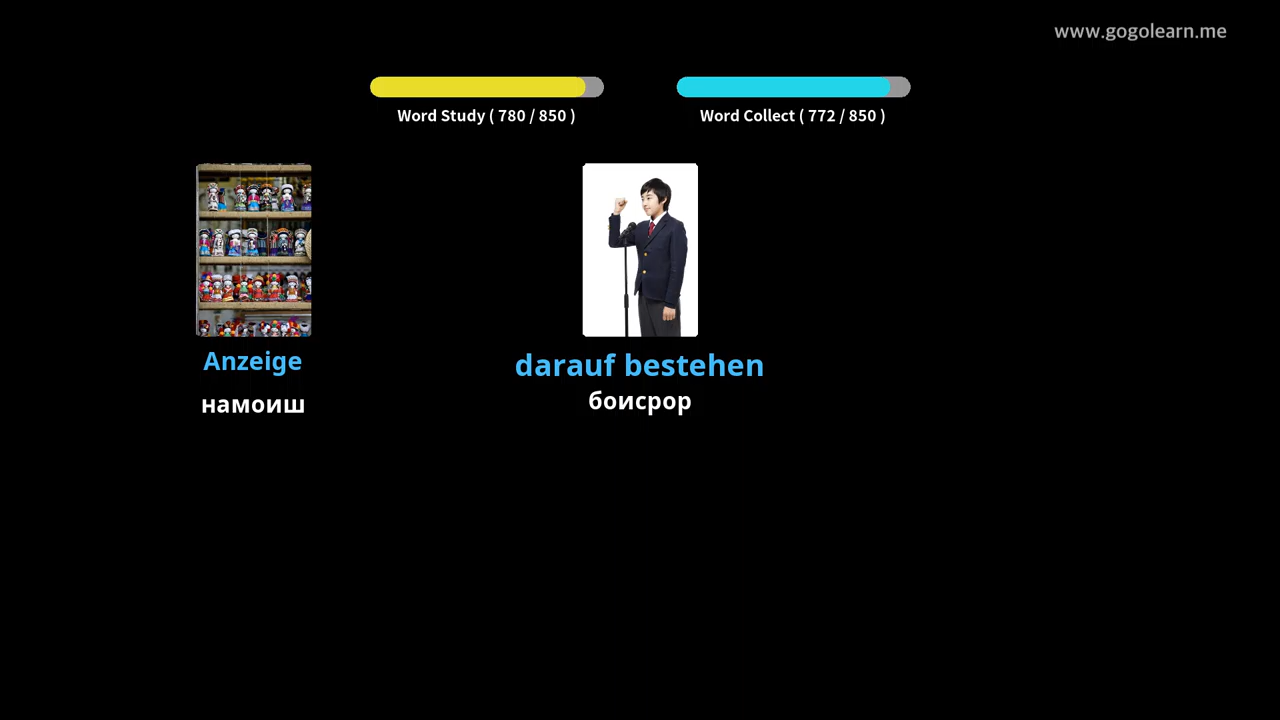 www.gogolearn.me
Word Study ( 780 / 850 )
Word Collect ( 772 / 850 )
Anzeige
намоиш
darauf bestehen
боисрор